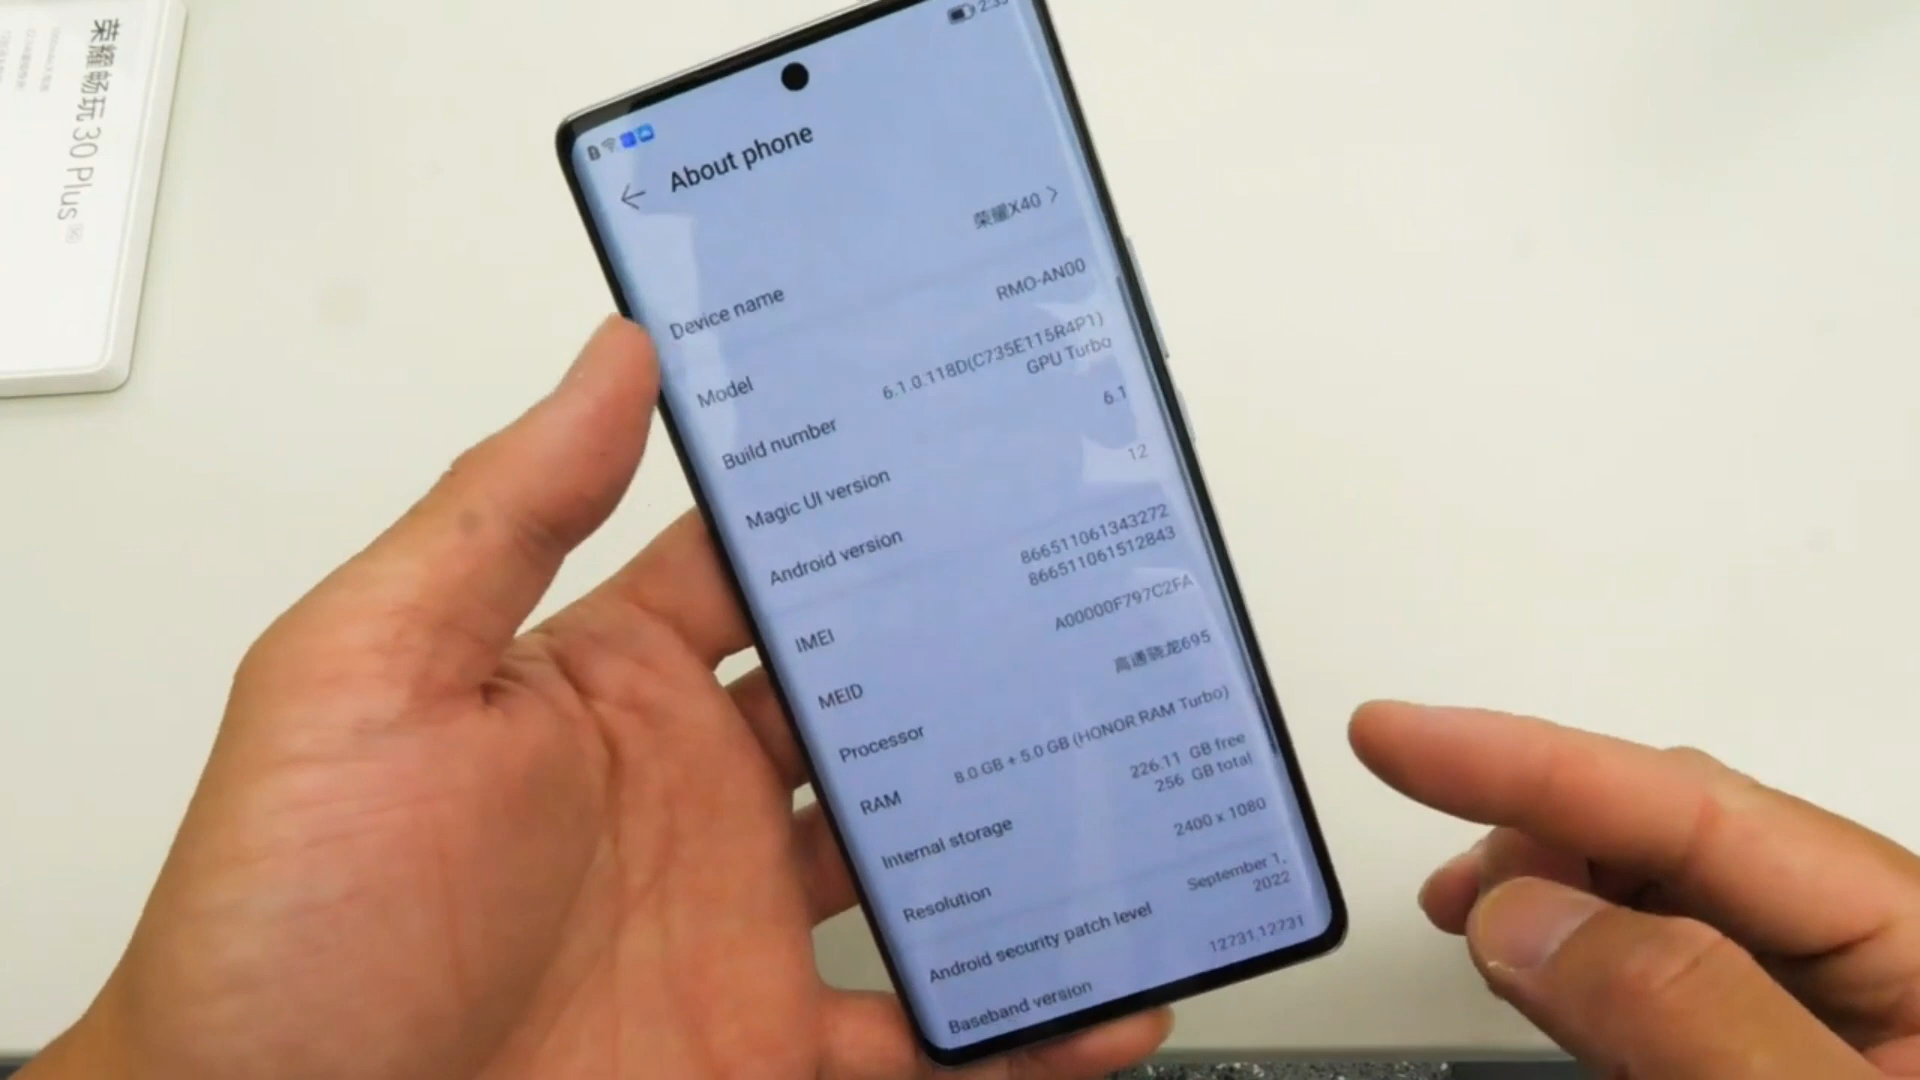 荣耀畅玩30 Plus 5G
2:35
About phone
荣耀X40
Device name
RMO-AN00
Model
6.1.0.118D(C735E115R4P1)
GPU Turbo
Build number
6.1
Magic UI version
12
Android version
866511061343272
866511061512843
IMEI
A00000F797C2FA
MEID
高通骁龙695
Processor
8.0 GB + 5.0 GB (HONOR RAM Turbo)
RAM
226.11 GB free
256 GB total
Internal storage
2400 x 1080
Resolution
September 1,
2022
Android security patch level
12731,12731
Baseband version